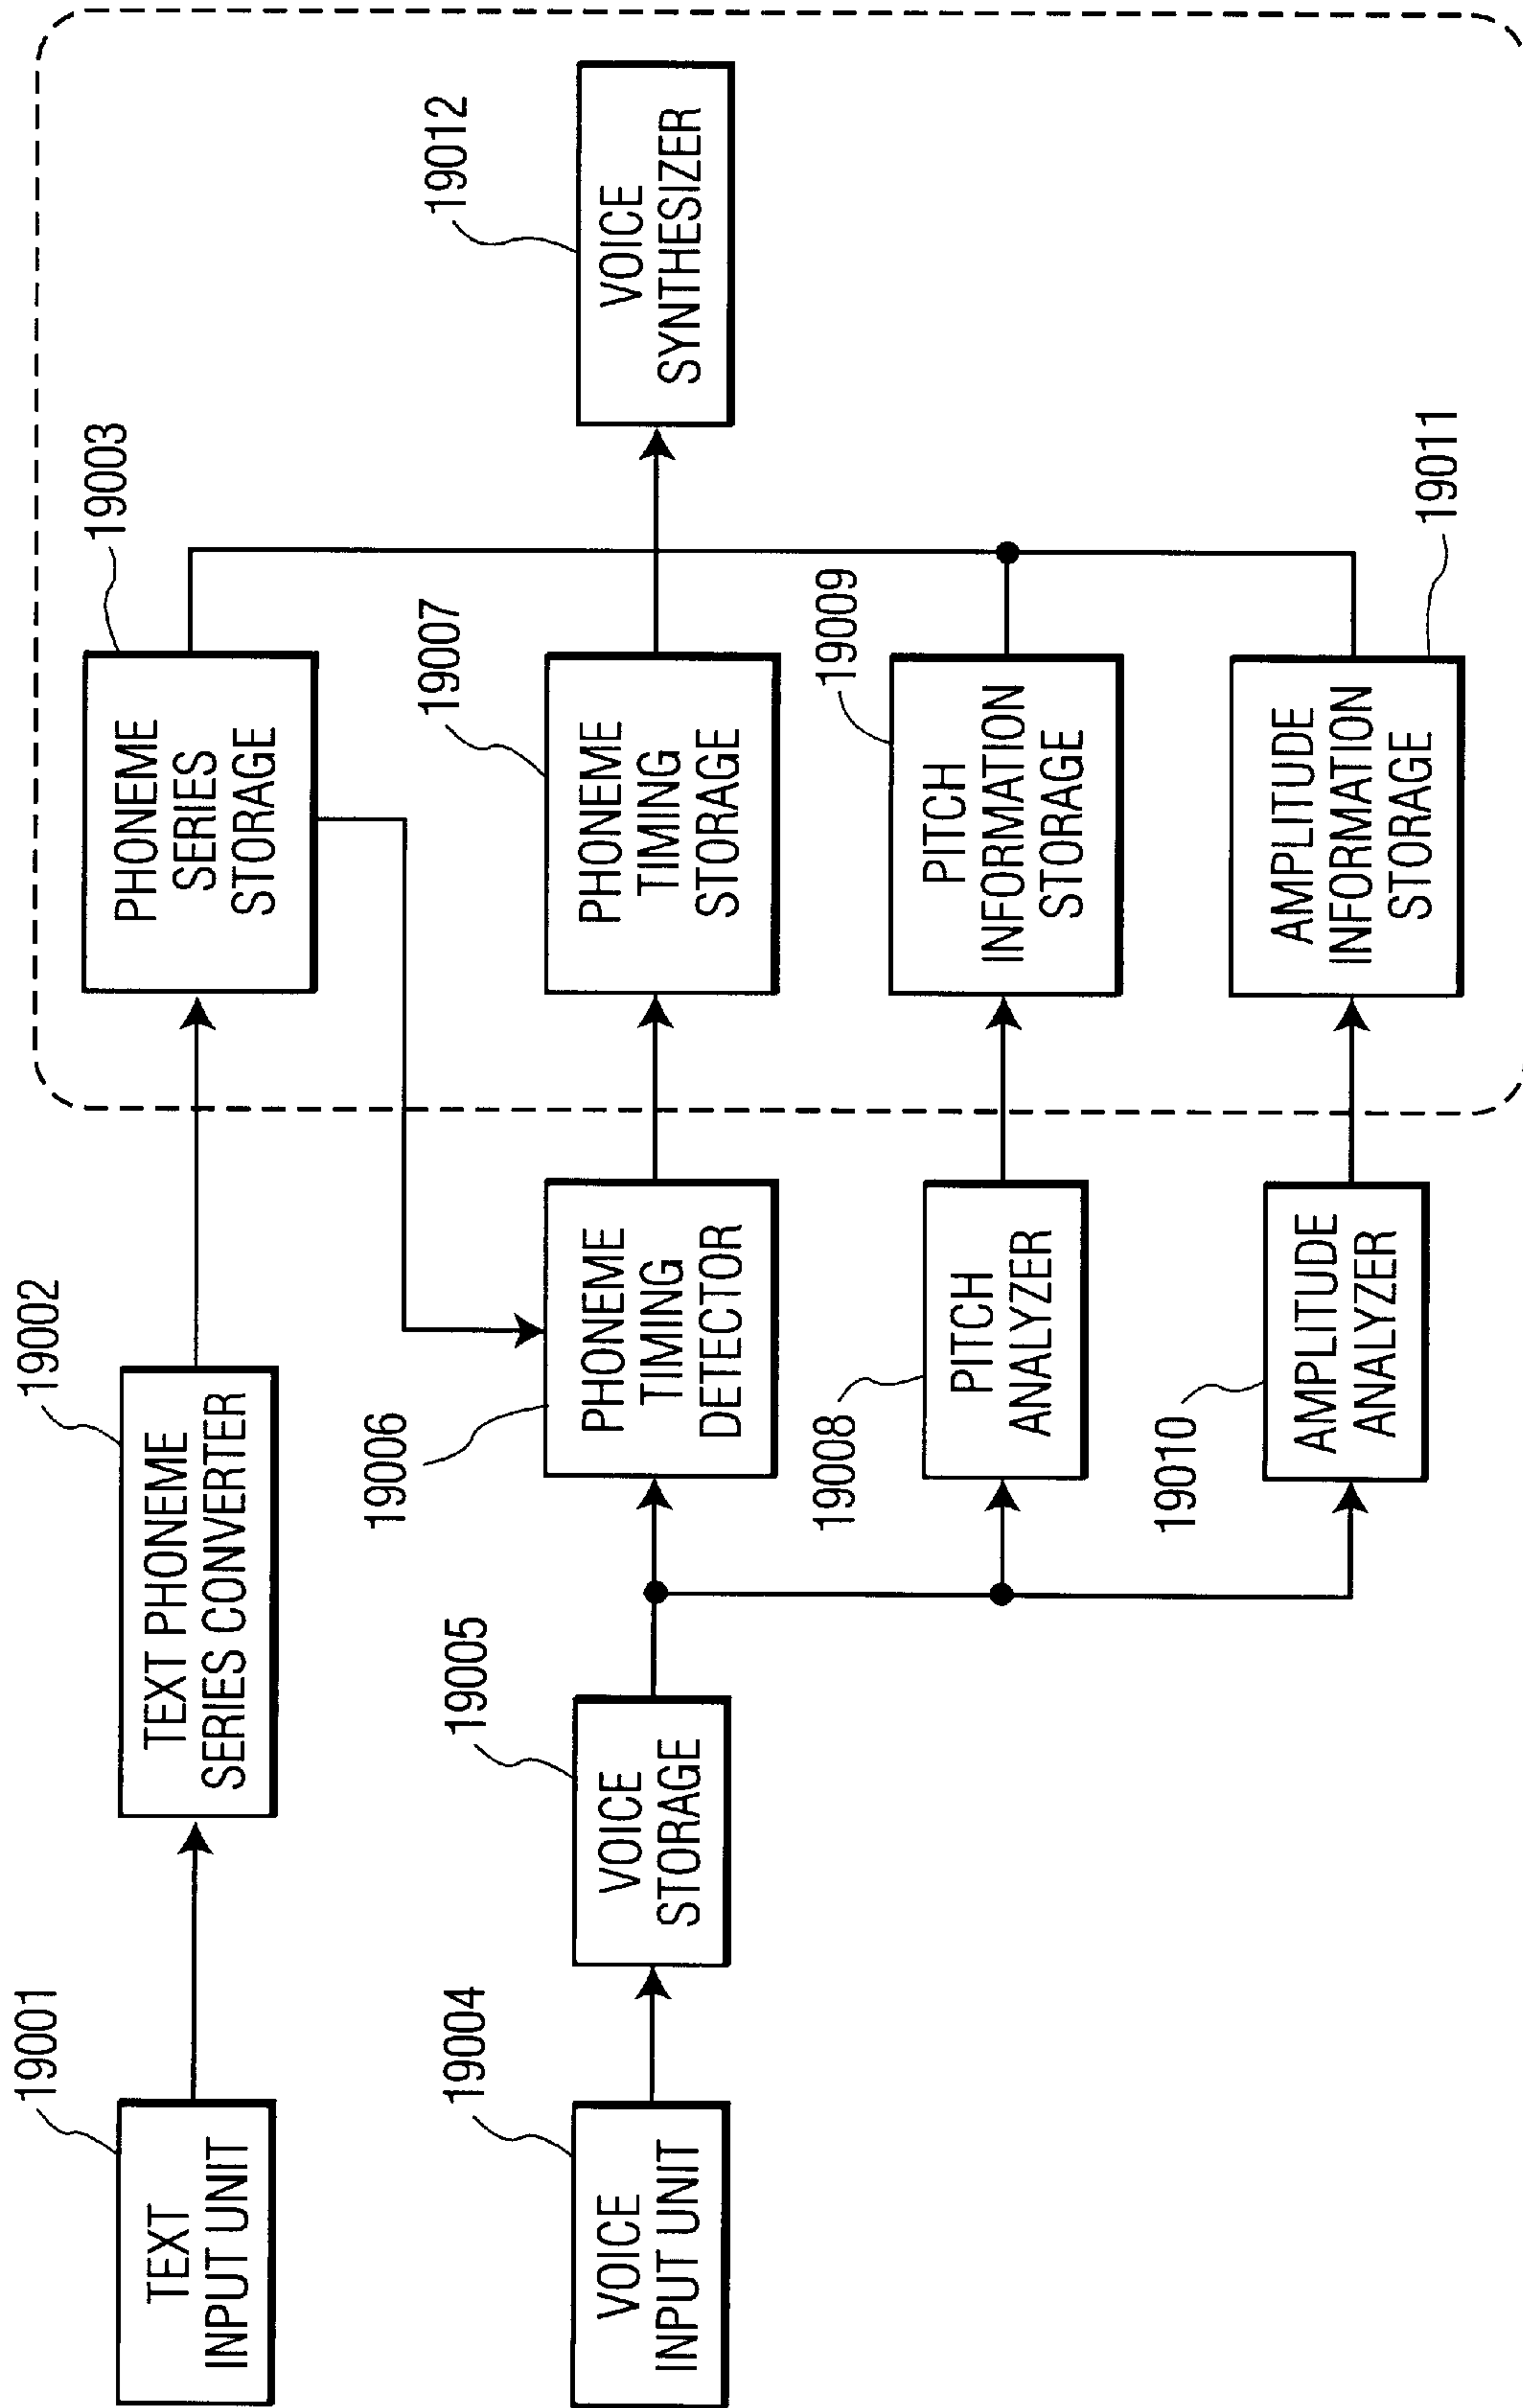 19001
TEXT
INPUT UNIT
19002
TEXT PHONEME
SERIES CONVERTER
19003
PHONEME
SERIES
STORAGE
19004
VOICE
INPUT UNIT
19005
VOICE
STORAGE
19006
PHONEME
TIMING
DETECTOR
19007
PHONEME
TIMING
STORAGE
19012
VOICE
SYNTHESIZER
19008
PITCH
ANALYZER
19009
PITCH
INFORMATION
STORAGE
19010
AMPLITUDE
ANALYZER
19011
AMPLITUDE
INFORMATION
STORAGE